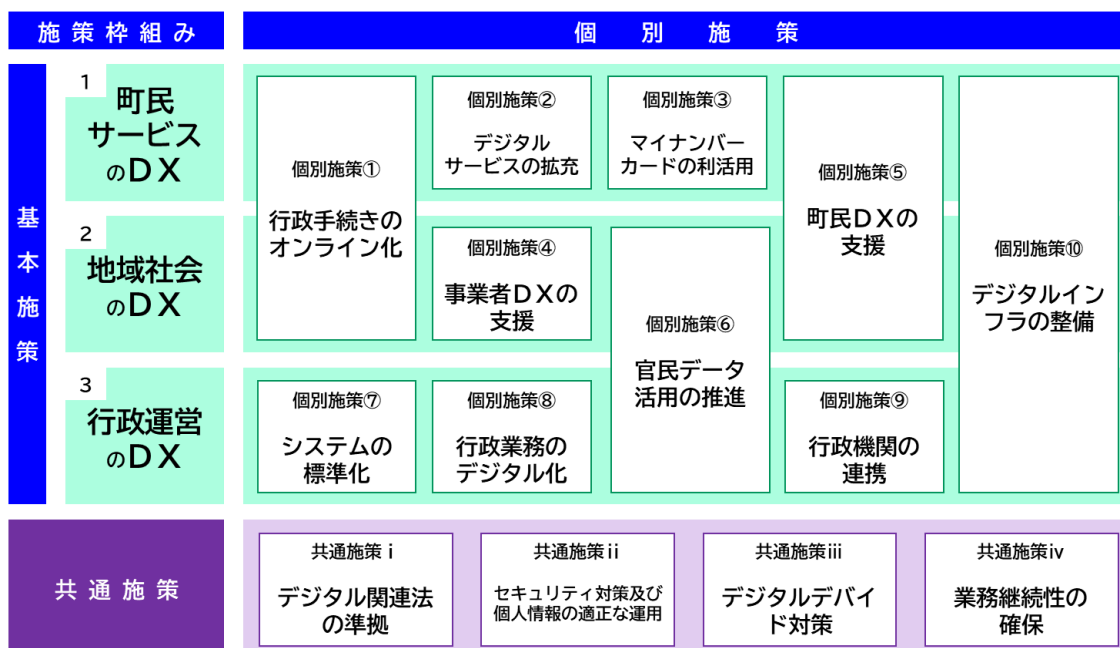 施策枠組み
個別施策
基本施策
1
町民
サービス
のDX
個別施策①
行政手続きの
オンライン化
個別施策②
デジタル
サービスの拡充
個別施策③
マイナンバー
カードの利活用
個別施策⑤
町民DXの
支援
個別施策⑩
デジタルイン
フラの整備
2
地域社会
のDX
個別施策④
事業者DXの
支援
個別施策⑥
官民データ
活用の推進
3
行政運営
のDX
個別施策⑦
システムの
標準化
個別施策⑧
行政業務の
デジタル化
個別施策⑨
行政機関の
連携
共通施策
共通施策ⅰ
デジタル関連法
の準拠
共通施策ⅱ
セキュリティ対策及び
個人情報の適正な運用
共通施策ⅲ
デジタルデバイ
ド対策
共通施策ⅳ
業務継続性の
確保